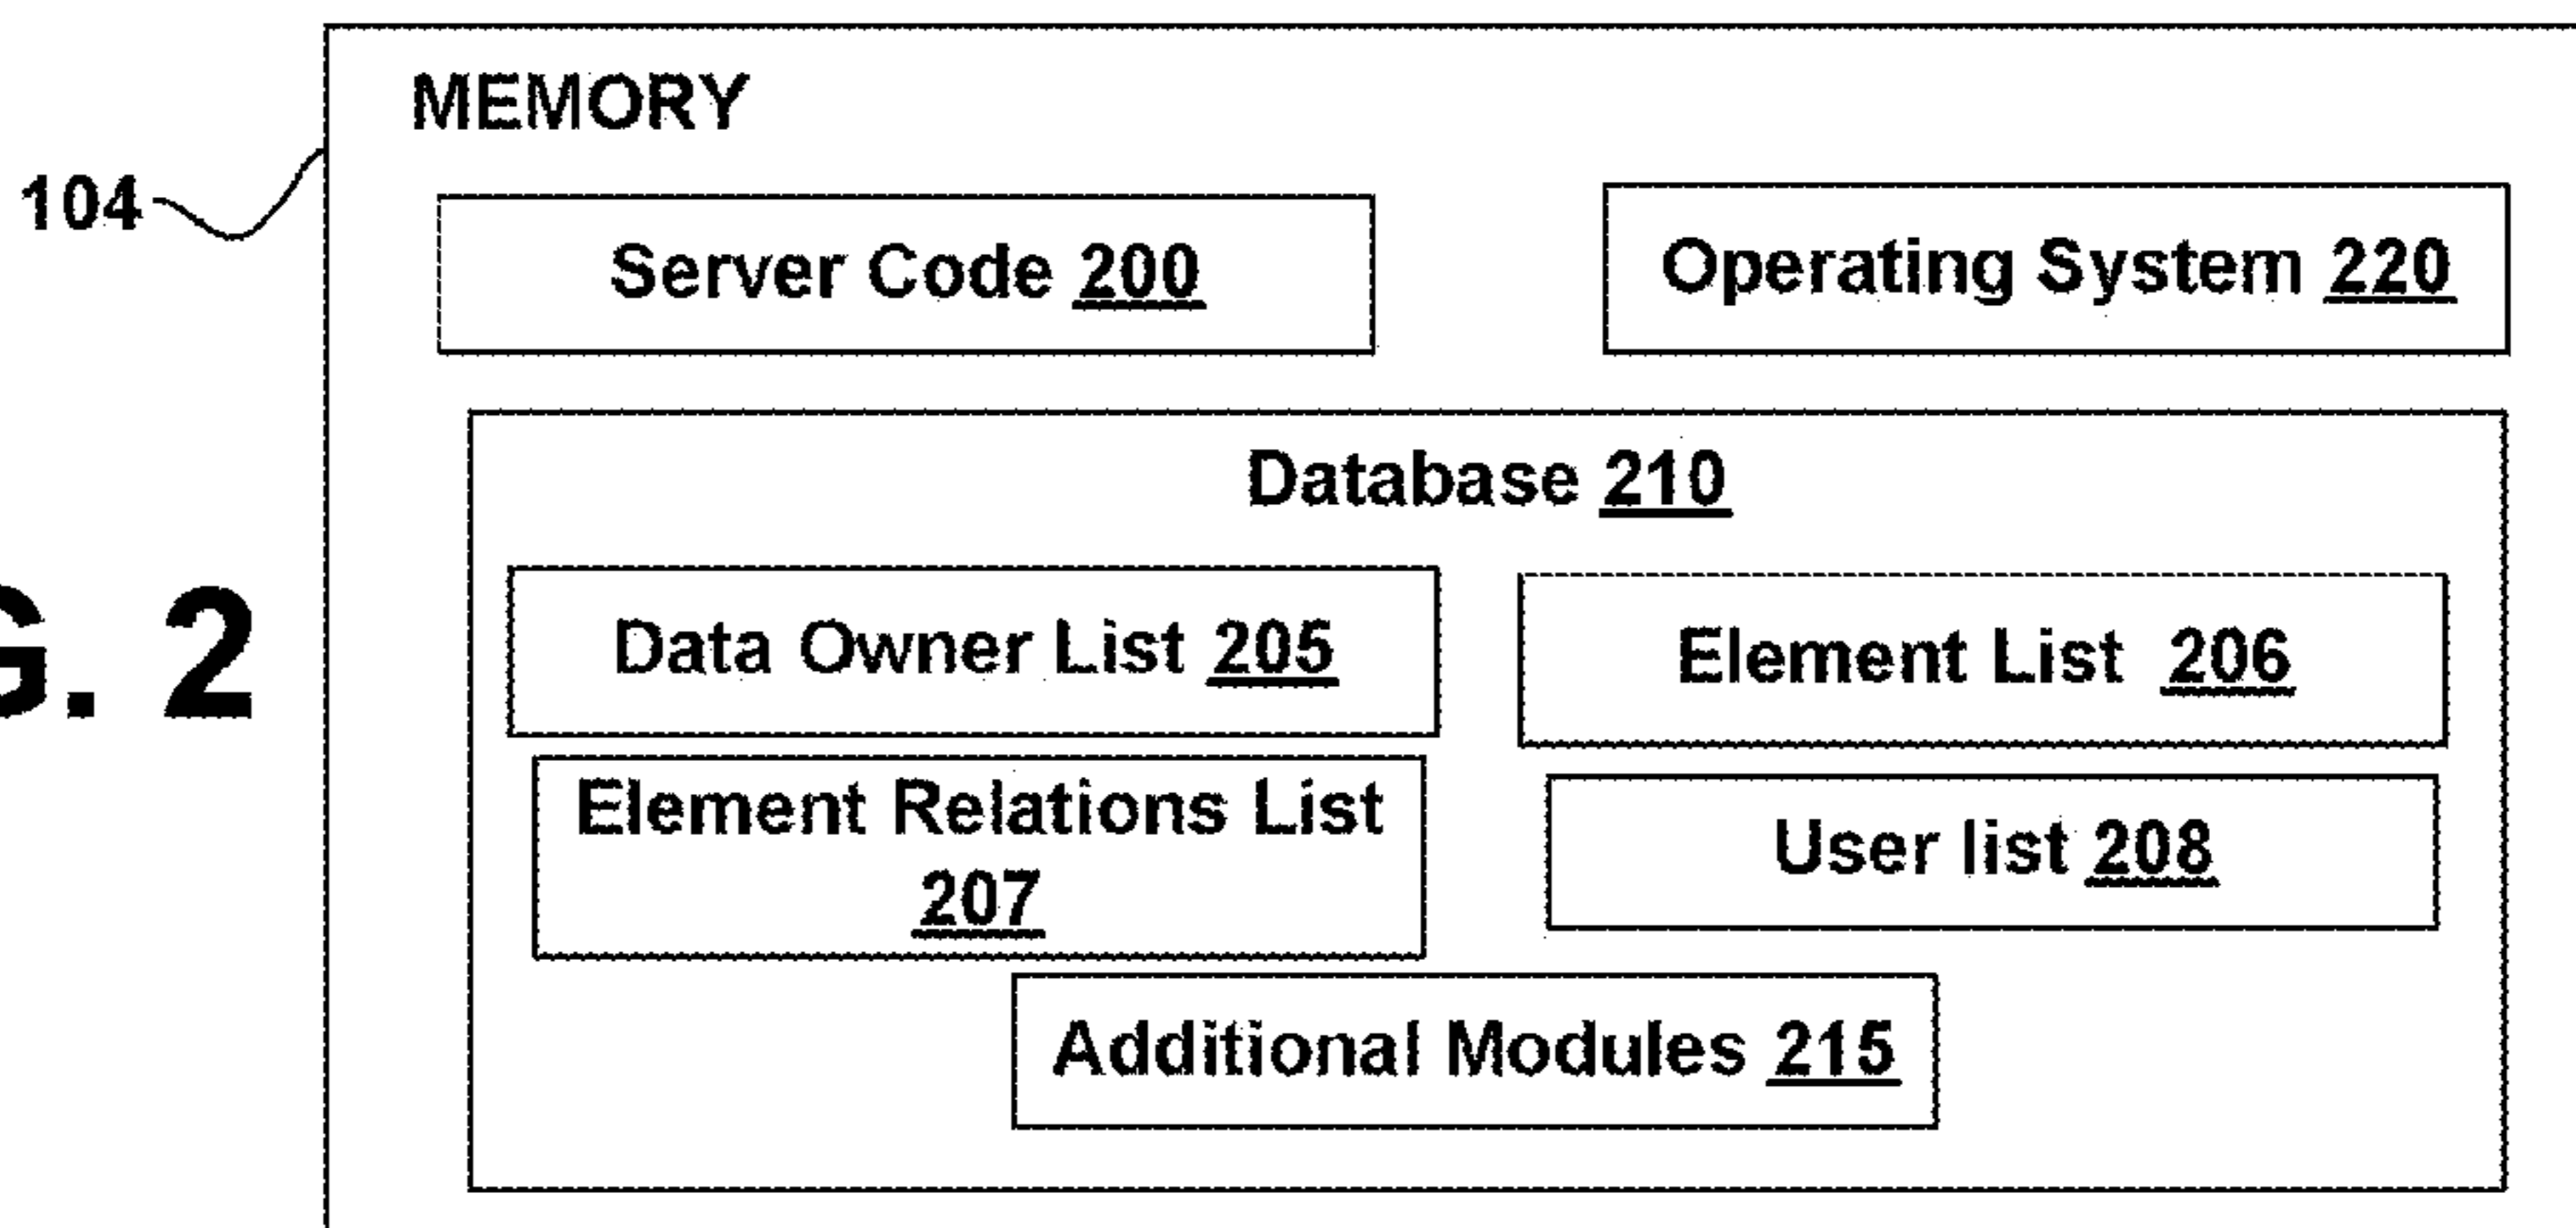 MEMORY
104
Server Code 200
Operating System 220
Database 210
G. 2
Data Owner List 205
Element List 206
Element Relations List
207
User list 208
Additional Modules 215